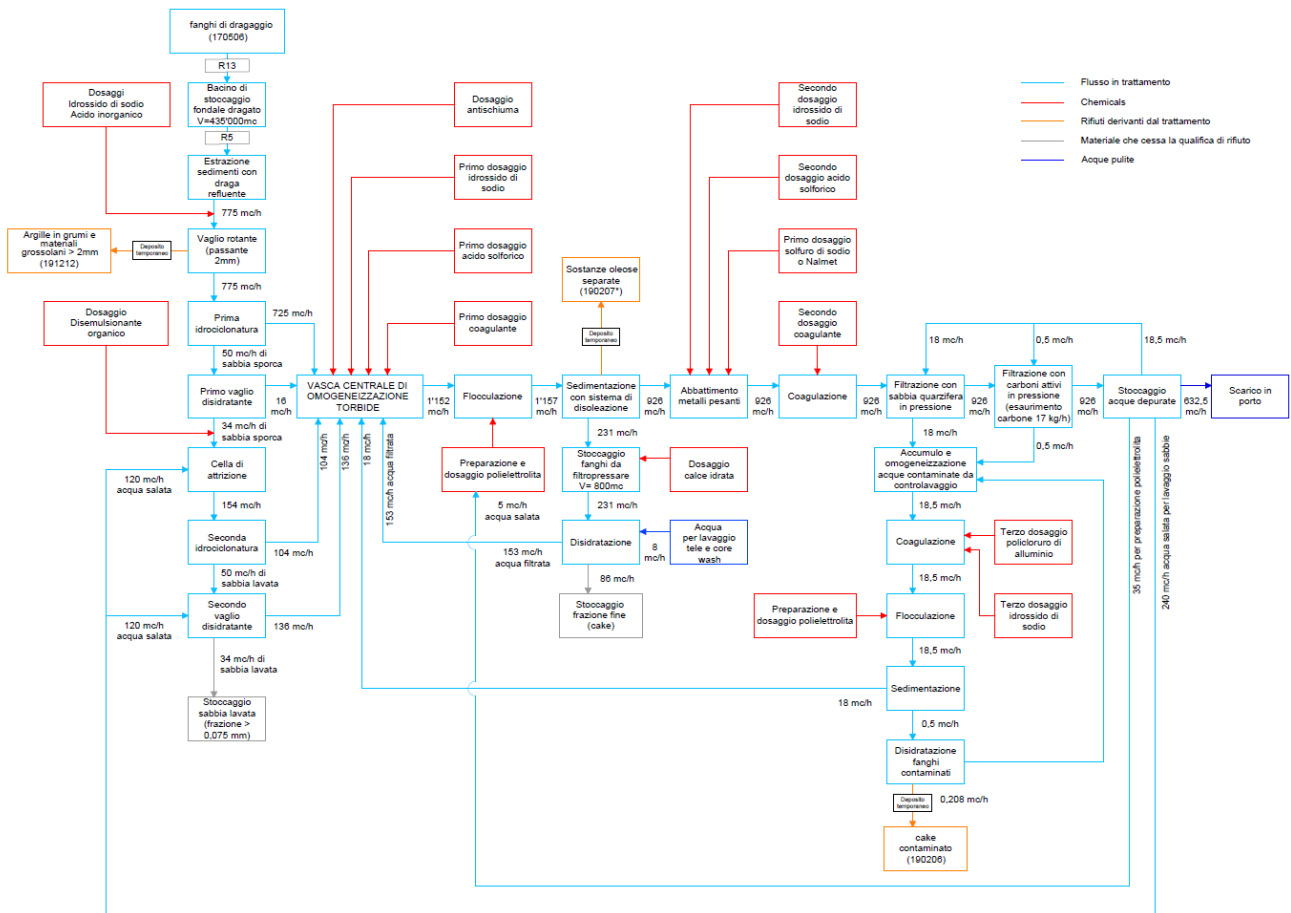 fanghi di dragaggio
(170506)
R13
Bacino di
stoccaggio
fondale dragato
V=435'000mc
R5
Estrazione
sedimenti con
draga
refluente
775 mc/h
Dosaggi
Idrossido di sodio
Acido inorganico
Vaglio rotante
(passante
2mm)
Deposito
temporaneo
Argille in grumi e
materiali
grossolani > 2mm
(191212)
775 mc/h
Dosaggio
Disemulsionante
organico
Prima
idrociclonatura
725 mc/h
50 mc/h di
sabbia sporca
Primo vaglio
disidratante
16
mc/h
34 mc/h di
sabbia sporca
Cella di
attrizione
120 mc/h
acqua salata
154 mc/h
Seconda
idrociclonatura
104 mc/h
50 mc/h di
sabbia lavata
Secondo
vaglio
disidratante
120 mc/h
acqua salata
136 mc/h
34 mc/h di
sabbia lavata
Stoccaggio
sabbia lavata
(frazione >
0,075 mm)
Dosaggio
antischiuma
Primo dosaggio
idrossido di
sodio
Primo dosaggio
acido solforico
Primo dosaggio
coagulante
VASCA CENTRALE DI
OMOGENEIZZAZIONE
TORBIDE
104 mc/h
136 mc/h
18 mc/h
153 mc/h acqua filtrata
1'152
mc/h
Flocculazione
1'157
mc/h
Preparazione e
dosaggio polielettrolita
5 mc/h
acqua salata
Sostanze oleose
separate
(190207*)
Deposito
temporaneo
Sedimentazione
con sistema di
disoleazione
926
mc/h
231 mc/h
Stoccaggio
fanghi da
filtropressare
V= 800mc
Dosaggio
calce idrata
231 mc/h
Disidratazione
153 mc/h
acqua filtrata
8
mc/h
Acqua
per lavaggio
tele e core
wash
86 mc/h
Stoccaggio
frazione fine
(cake)
Secondo
dosaggio
idrossido di
sodio
Secondo
dosaggio acido
solforico
Primo dosaggio
solfuro di sodio
o Nalmet
Secondo
dosaggio
coagulante
Abbattimento
metalli pesanti
926
mc/h
Coagulazione
926
mc/h
Filtrazione con
sabbia quarzifera
in pressione
18 mc/h
926
mc/h
Filtrazione con
carboni attivi
in pressione
(esaurimento
carbone 17 kg/h)
0,5 mc/h
926
mc/h
18,5 mc/h
Stoccaggio
acque depurate
632,5
mc/h
Scarico in
porto
18 mc/h
0,5 mc/h
Accumulo e
omogeneizzazione
acque contaminate da
controlavaggio
18,5 mc/h
Coagulazione
Terzo dosaggio
policloruro di
alluminio
18,5 mc/h
Terzo dosaggio
idrossido di
sodio
Preparazione e
dosaggio polielettrolita
Flocculazione
18,5 mc/h
Sedimentazione
18 mc/h
0,5 mc/h
Disidratazione
fanghi
contaminati
Deposito
temporaneo
0,208 mc/h
cake
contaminato
(190206)
35 mc/h per preparazione polielettrolita
240 mc/h acqua salata per lavaggio sabbie
Flusso in trattamento
Chemicals
Rifiuti derivanti dal trattamento
Materiale che cessa la qualifica di rifiuto
Acque pulite